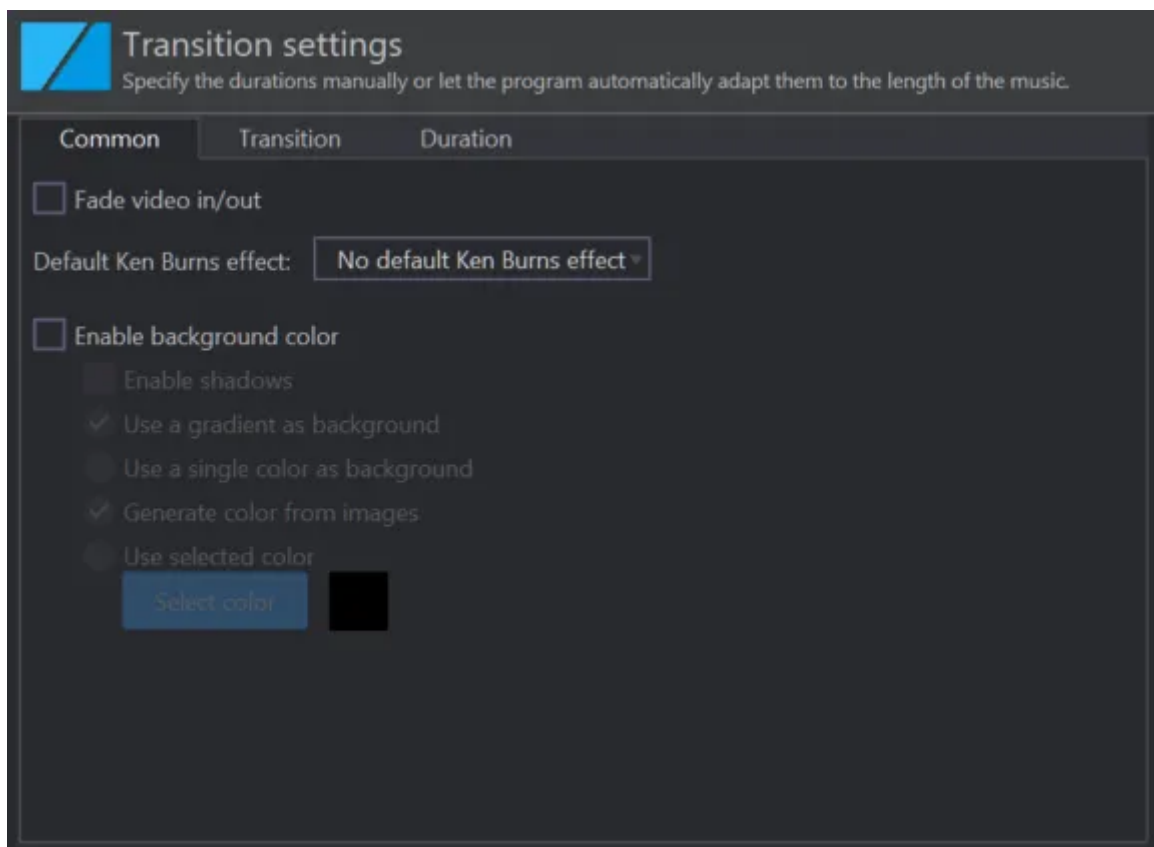 Transition settings
Specify the durations manually or let the program automatically adapt them to the length of the music.
Common Transition Duration
Fade video in/out
Default Ken Burns effect: No default Ken Burns effect
Enable background color
Enable shadows
Use a gradient as background
Use a single color as background
Generate color from images
Use selected color
Select color